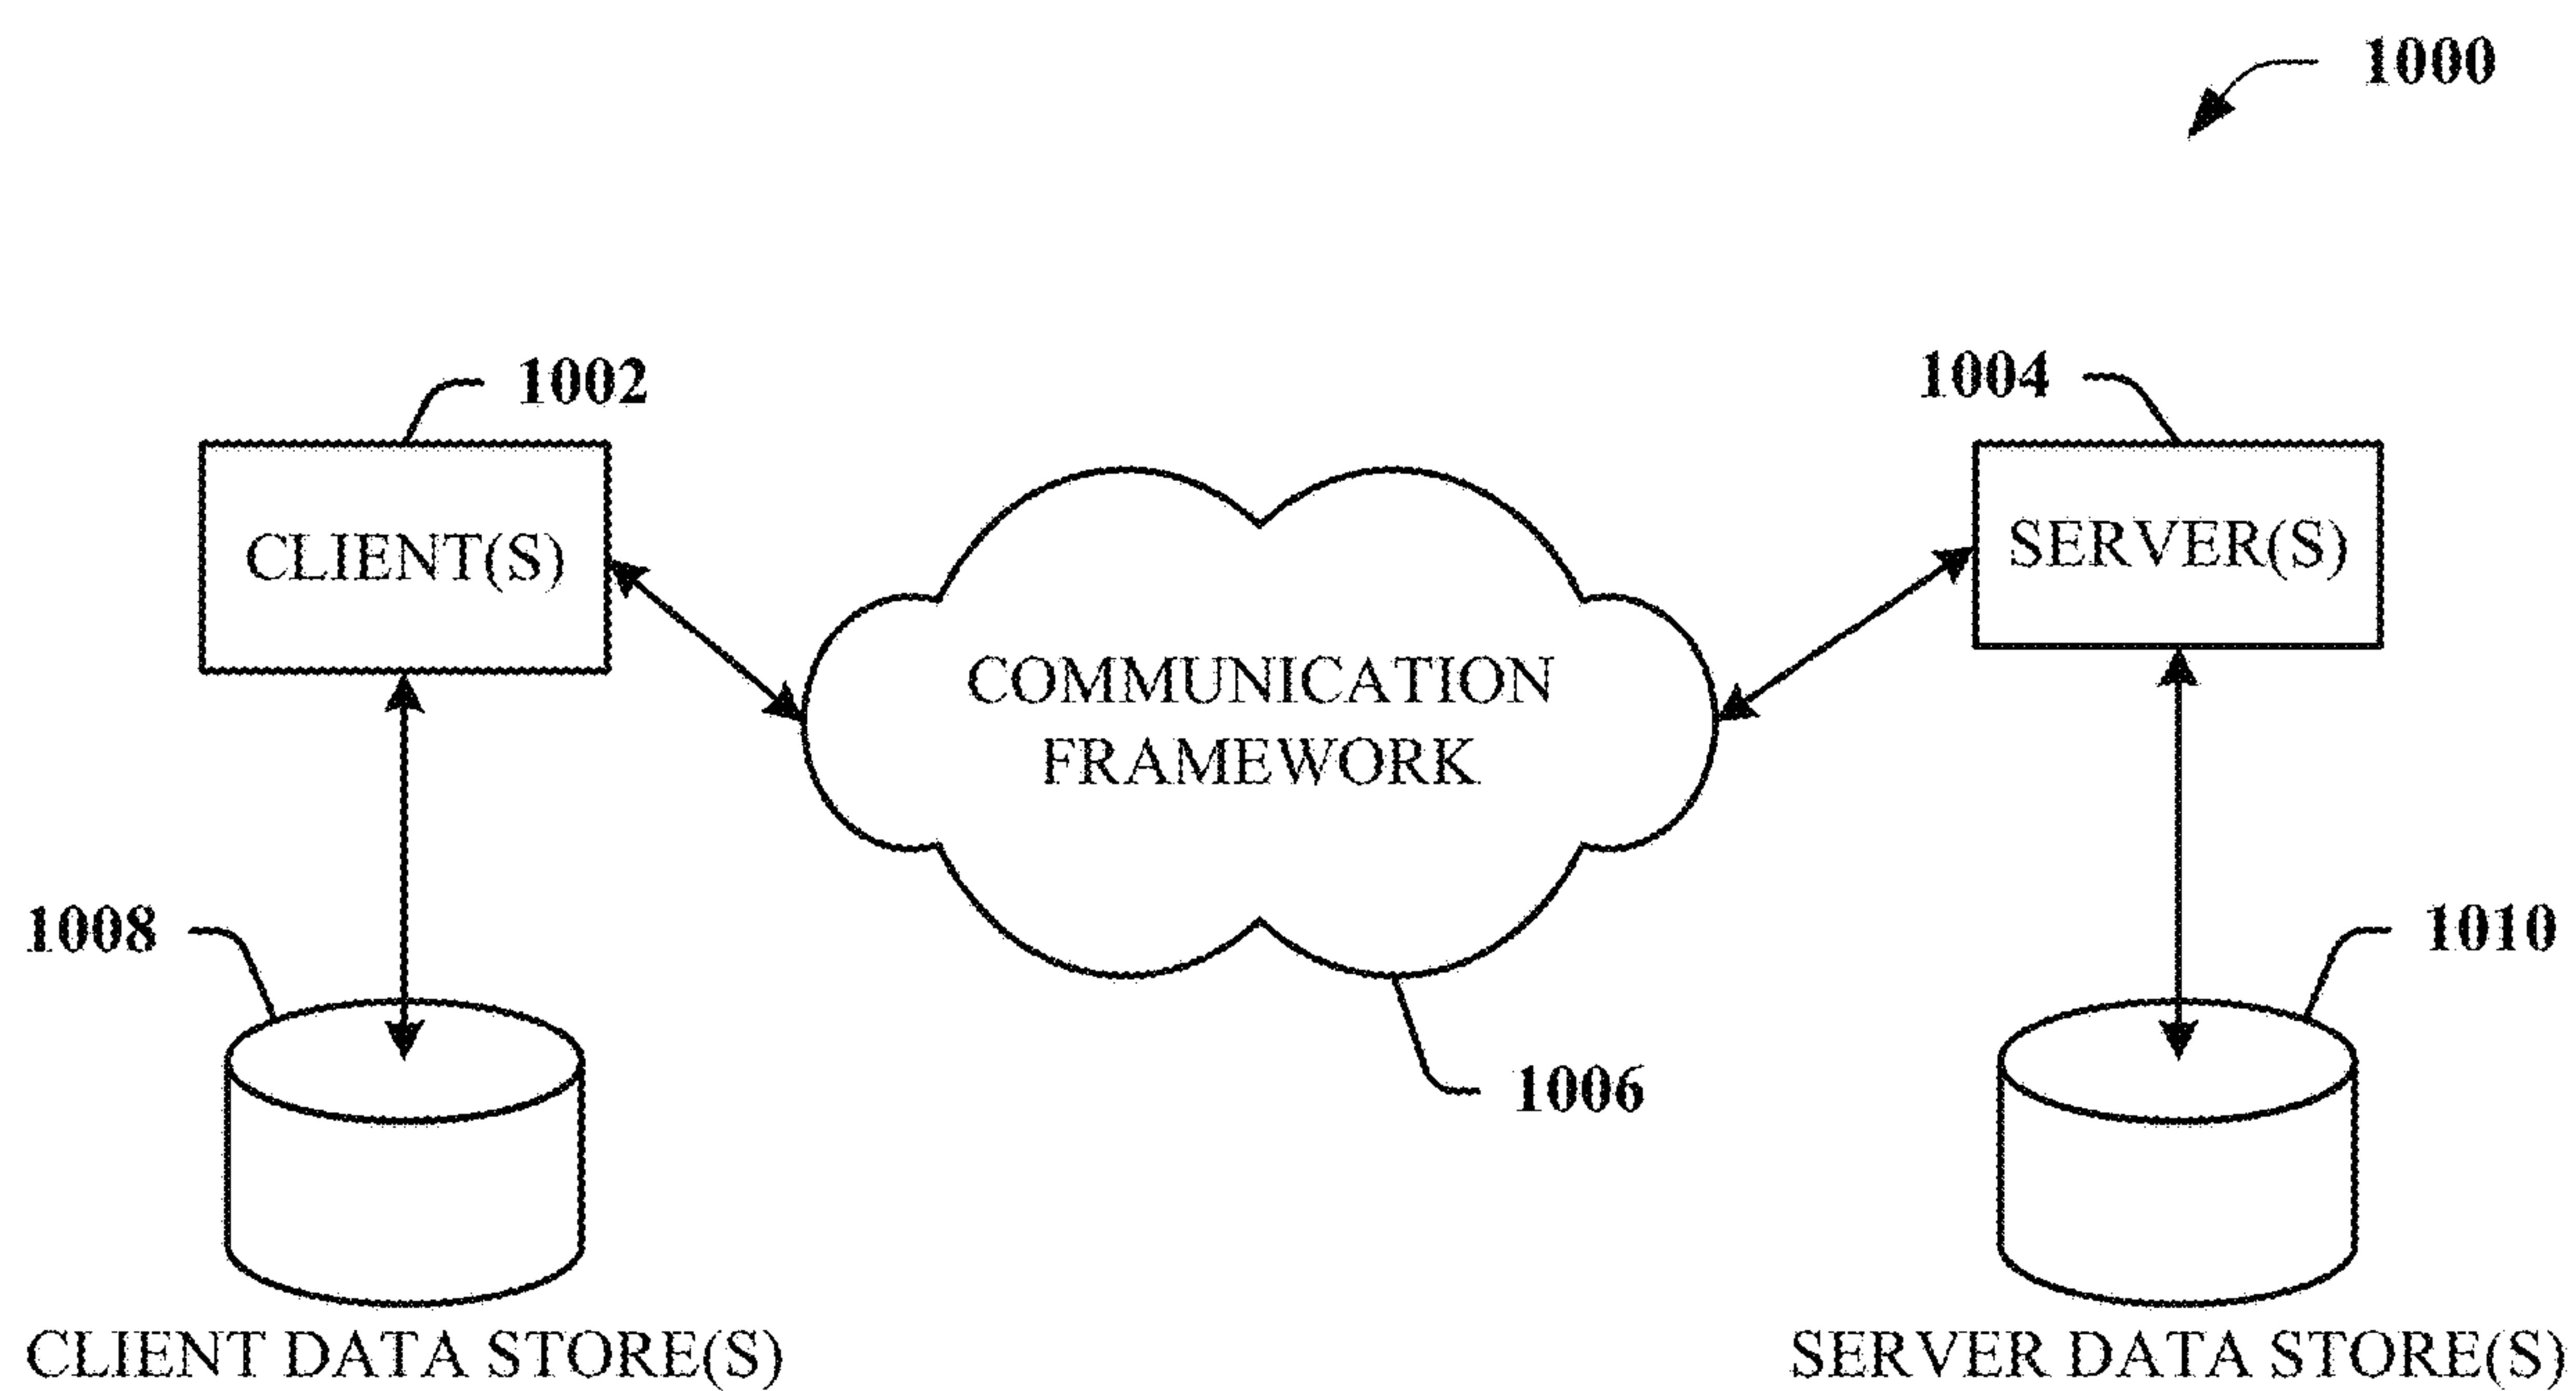 1000
1002
1004
CLIENT(S)
SERVER(S)
COMMUNICATION
FRAMEWORK
1008
1010
1006
CLIENT DATA STORE(S)
SERVER DATA STORE(S)